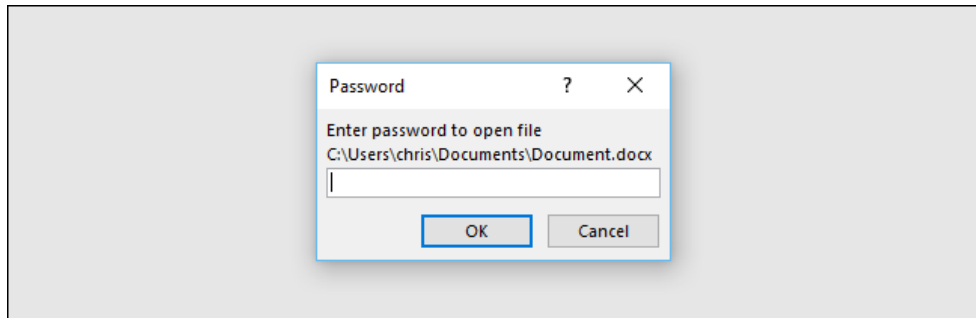 Password ?
Enter password to open file
C:\Users\chris\Documents\Document.docx
OK Cancel